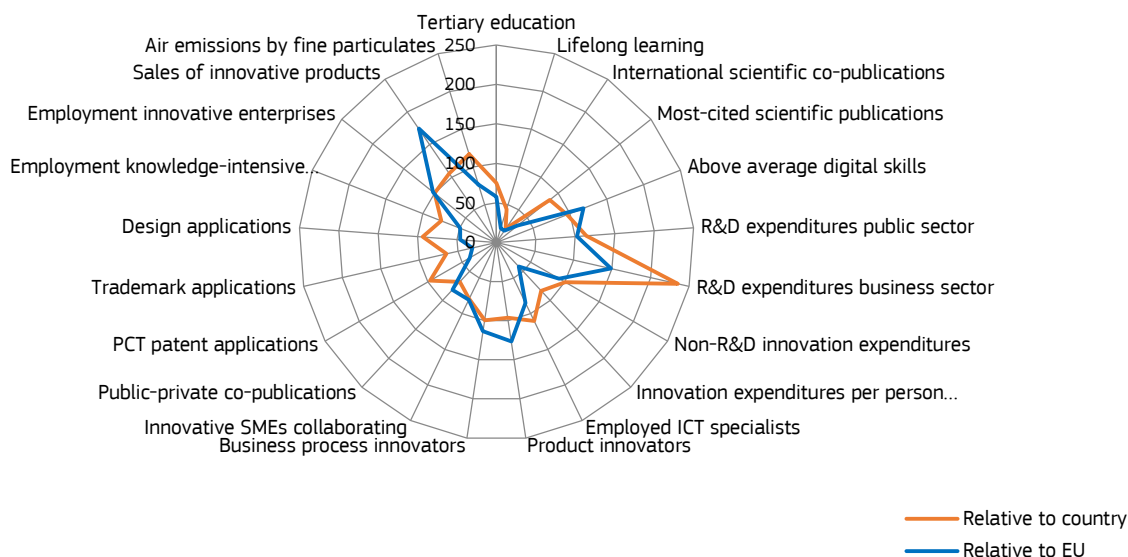 Tertiary education
Lifelong learning
International scientific co-publications
Most-cited scientific publications
Above average digital skills
R&D expenditures public sector
R&D expenditures business sector
Non-R&D innovation expenditures
Innovation expenditures per person...
Employed ICT specialists
Product innovators
Business process innovators
Innovative SMEs collaborating
Public-private co-publications
PCT patent applications
Trademark applications
Design applications
Employment knowledge-intensive...
Employment innovative enterprises
Sales of innovative products
Air emissions by fine particulates
250
200
150
100
50
0
Relative to country
Relative to EU